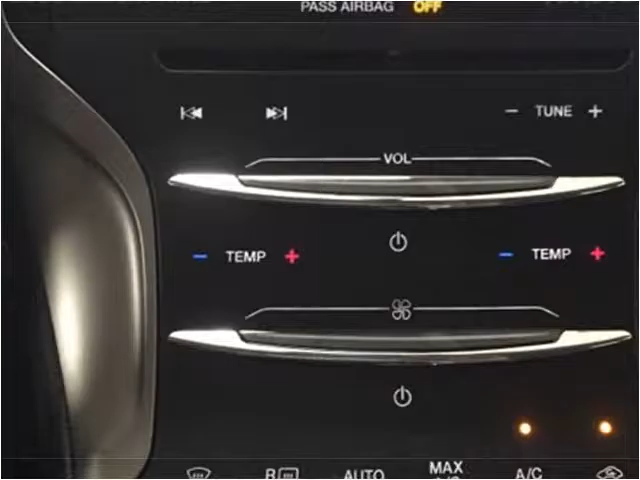 PASS AIRBAG OFF
− TUNE +
VOL
− TEMP +
− TEMP +
R
AUTO
MAX
A/C
A/C